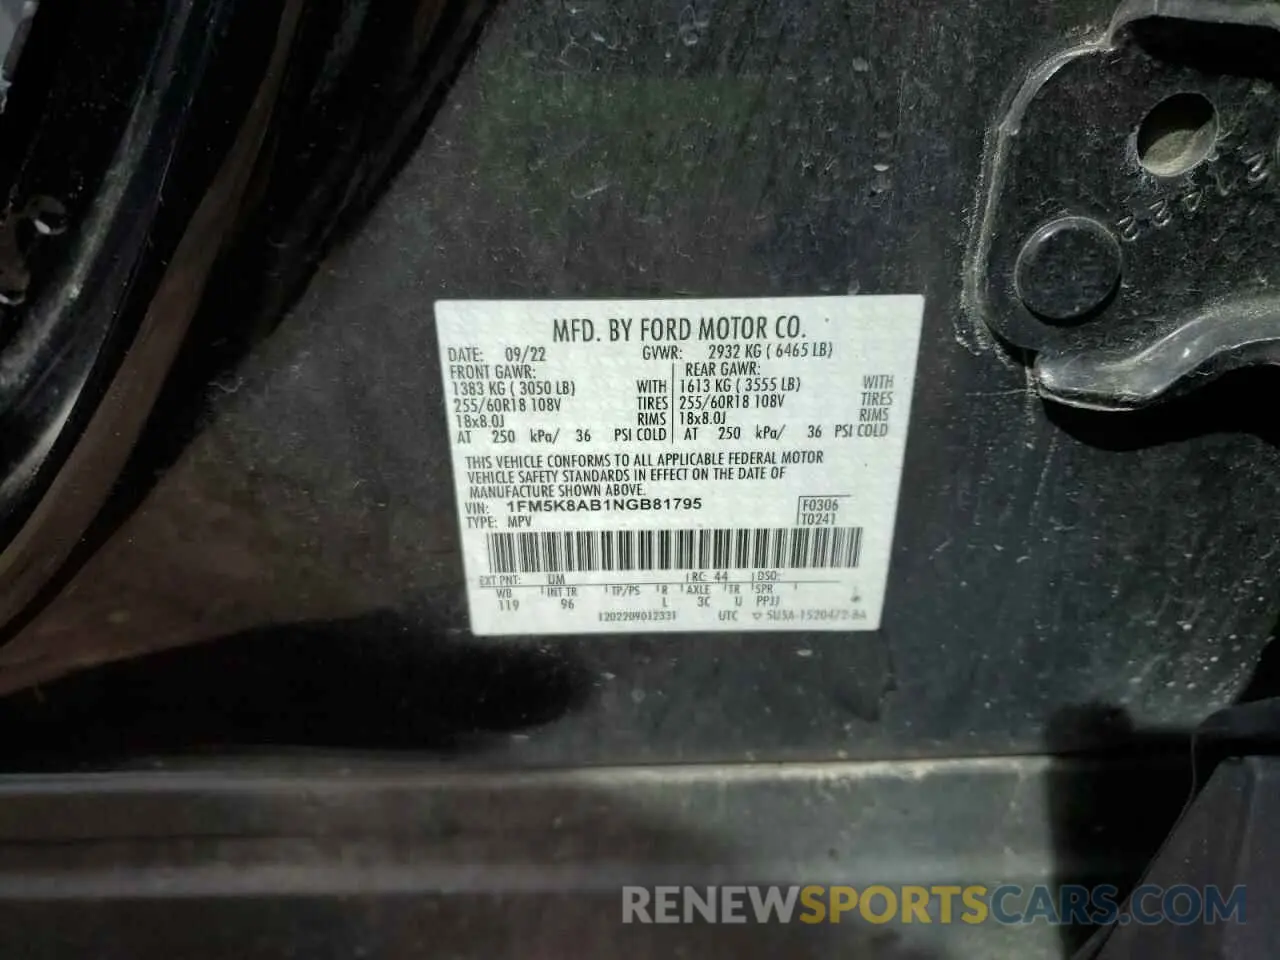 MFD. BY FORD MOTOR CO.
DATE: 09/22 GVWR: 2932 KG ( 6465 LB)
FRONT GAWR: REAR GAWR:
1383 KG ( 3050 LB) WITH 1613 KG ( 3555 LB) WITH
255/60R18 108V TIRES 255/60R18 108V TIRES
18x8.0J RIMS 18x8.0J RIMS
AT 250 kPa/ 36 PSI COLD AT 250 kPa/ 36 PSI COLD
THIS VEHICLE CONFORMS TO ALL APPLICABLE FEDERAL MOTOR
VEHICLE SAFETY STANDARDS IN EFFECT ON THE DATE OF
MANUFACTURE SHOWN ABOVE.
VIN: 1FM5K8AB1NGB81795 F0306
TYPE: MPV T0241
EXT PNT: UM RC: 44 DSO:
WB INT TR TP/PS R AXLE TR SPR
119 96 L 3C U PPJJ
1202209012331 UTC
RENEWSPORTSCARS.COM